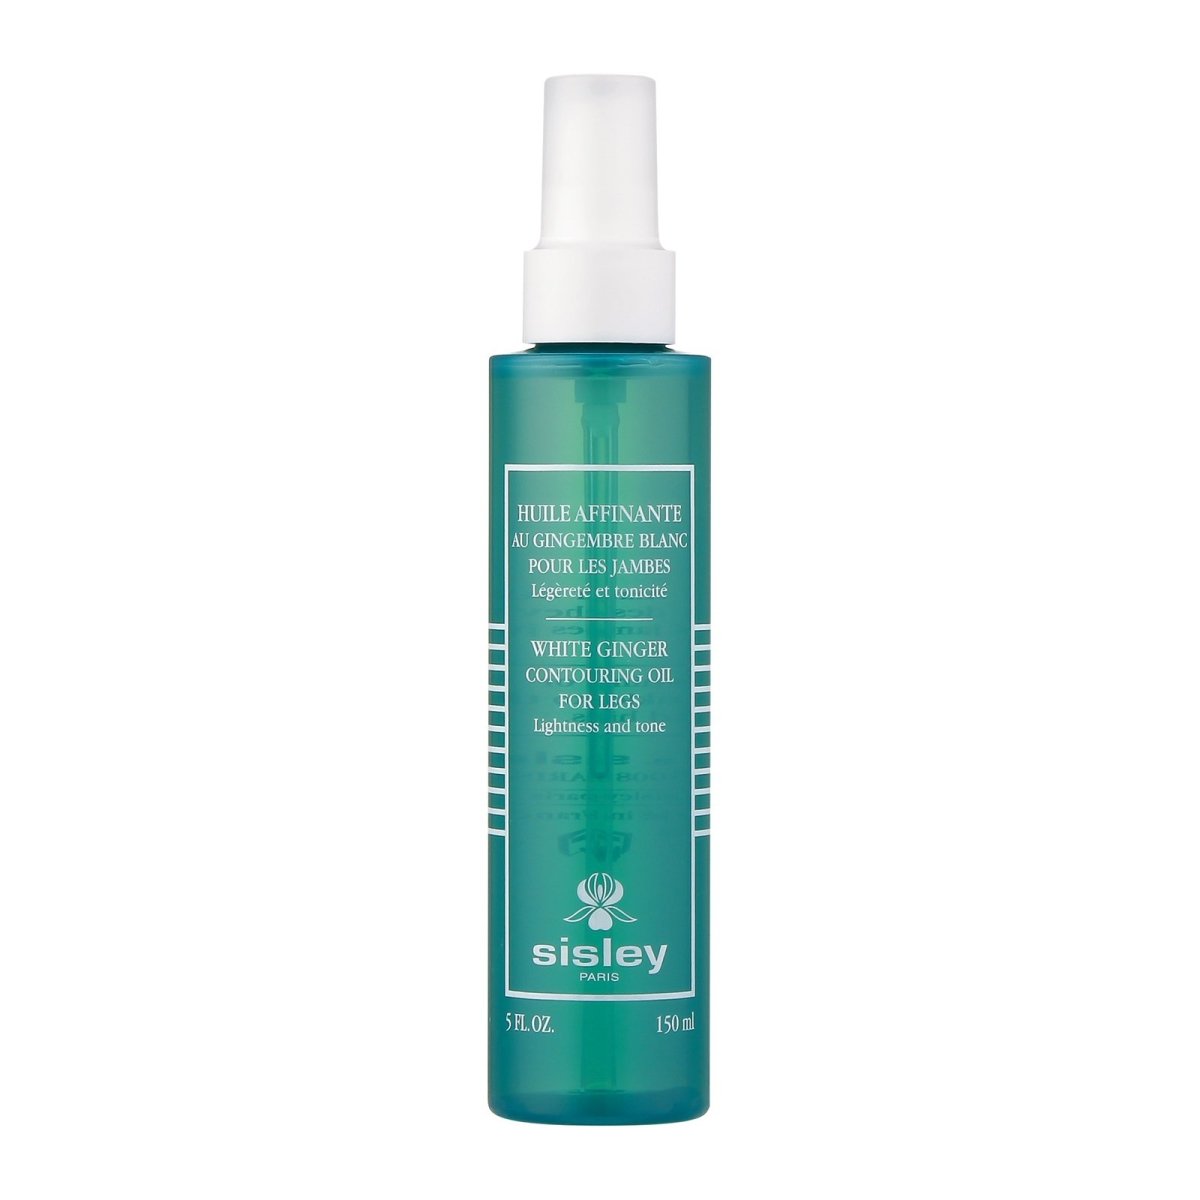 HUILE AFFINANTE
AU GINGEMBRE BLANC
POUR LES JAMBES
Légèreté et tonicité
WHITE GINGER
CONTOURING OIL
FOR LEGS
Lightness and tone
sisley
PARIS
5 FL.OZ. 150 ml